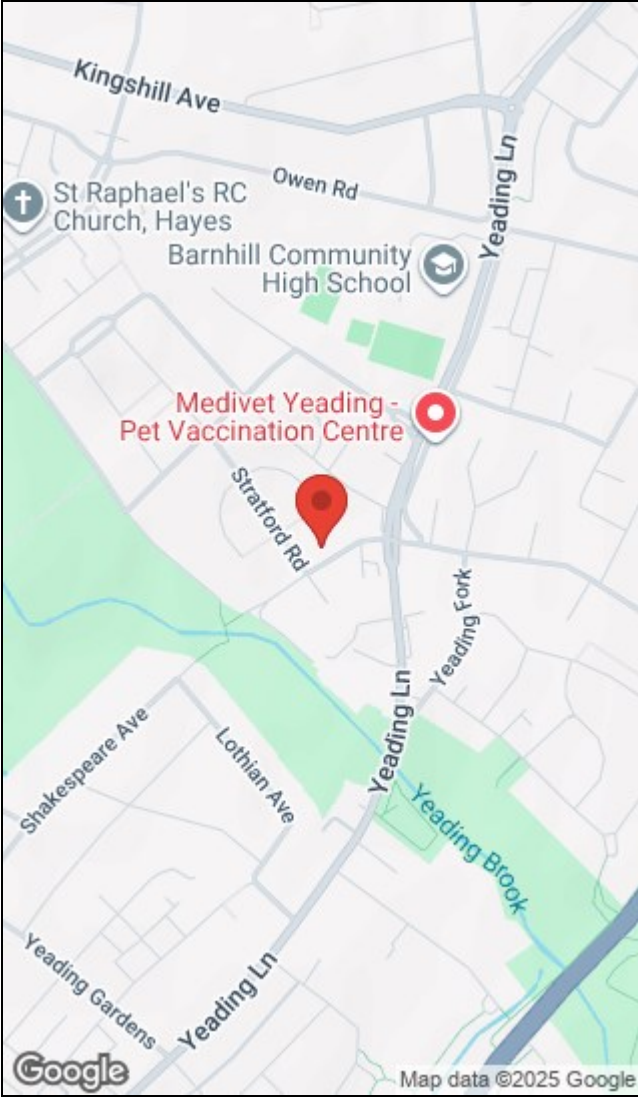 Kingshill Ave
Owen Rd
Yeading Ln
St Raphael's RC
Church, Hayes
Barnhill Community
High School
Medivet Yeading -
Pet Vaccination Centre
Stratford Rd
Yeading Fork
Yeading Ln
Shakespeare Ave
Lothian Ave
Yeading Brook
Yeading Gardens
Yeading Ln
Google
Map data ©2025 Google